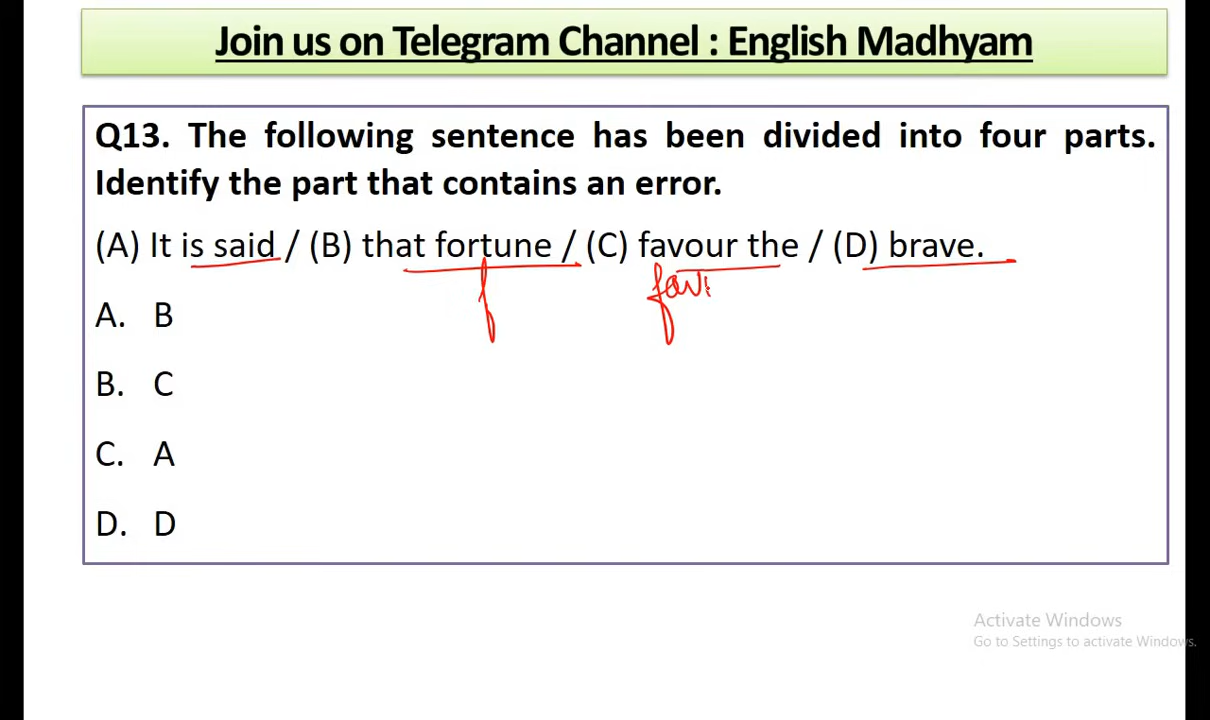 Join us on Telegram Channel : English Madhyam
Q13. The following sentence has been divided into four parts.
Identify the part that contains an error.
(A) It is said / (B) that fortune / (C) favour the / (D) brave.
A. B
B. C
C. A
D. D
Activate Windows
Go to Settings to activate Windows.